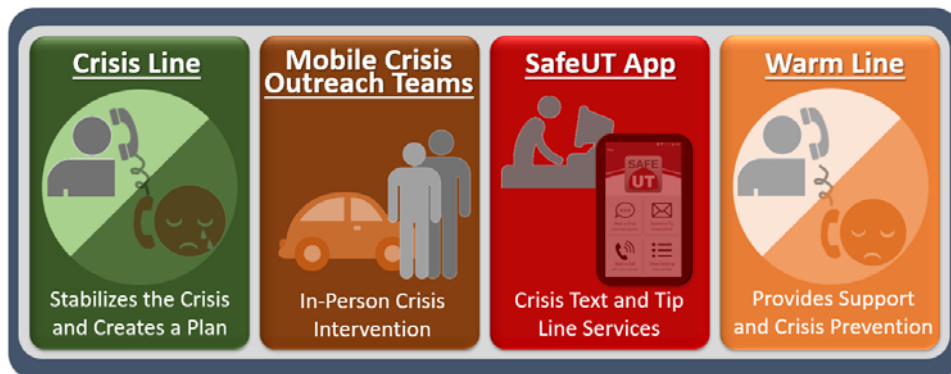 Crisis Line
Stabilizes the Crisis
and Creates a Plan
Mobile Crisis
Outreach Teams
In-Person Crisis
Intervention
SafeUT App
SAFE
UT
Crisis Text and Tip
Line Services
Warm Line
Provides Support
and Crisis Prevention